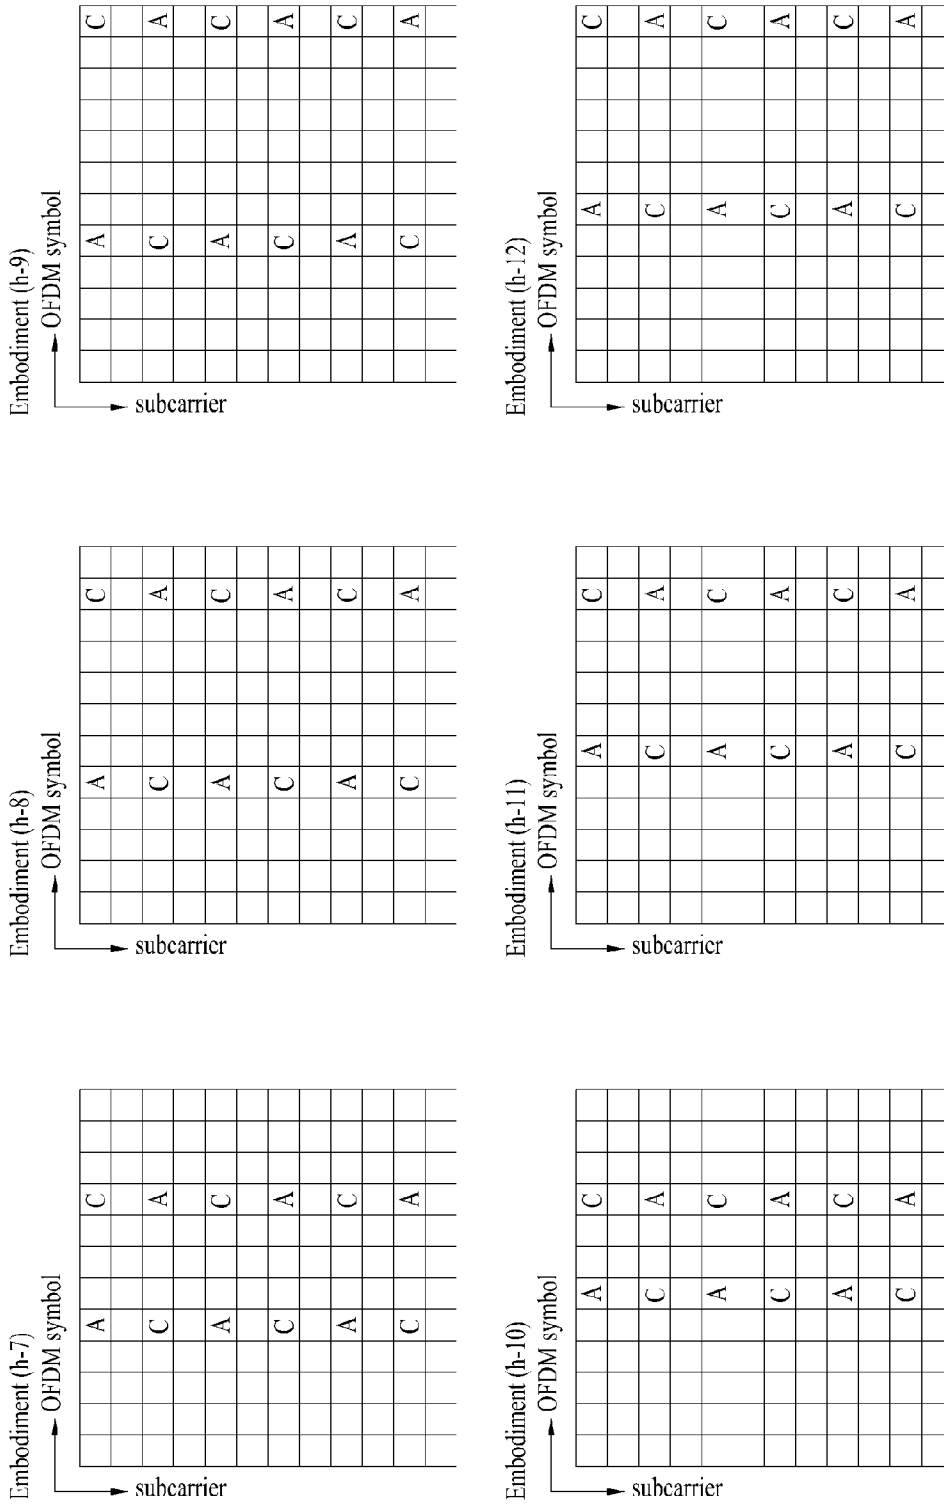 Embodiment (h-7)
OFDM symbol
subcarrier
A C
C A
A C
C A
A C
C A
Embodiment (h-8)
OFDM symbol
subcarrier
A C
C A
A C
C A
A C
C A
Embodiment (h-9)
OFDM symbol
subcarrier
A C
C A
A C
C A
A C
C A
Embodiment (h-10)
OFDM symbol
subcarrier
A C
C A
A C
C A
A C
C A
Embodiment (h-11)
OFDM symbol
subcarrier
A C
C A
A C
C A
A C
C A
Embodiment (h-12)
OFDM symbol
subcarrier
A C
C A
A C
C A
A C
C A